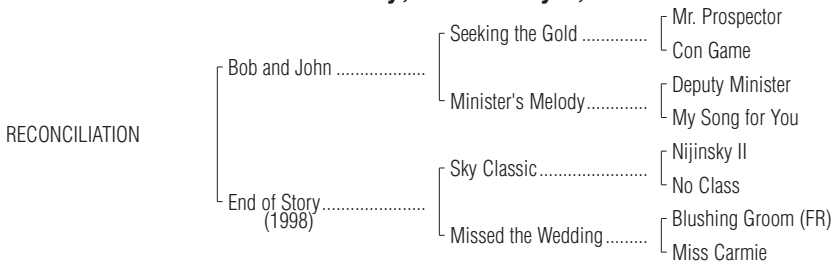 Mr. Prospector
Seeking the Gold ..............
Con Game
Bob and John ...................
Deputy Minister
Minister's Melody.............
My Song for You
RECONCILIATION
Nijinsky II
Sky Classic.......................
No Class
End of Story......................
(1998)
Blushing Groom (FR)
Missed the Wedding.........
Miss Carmie